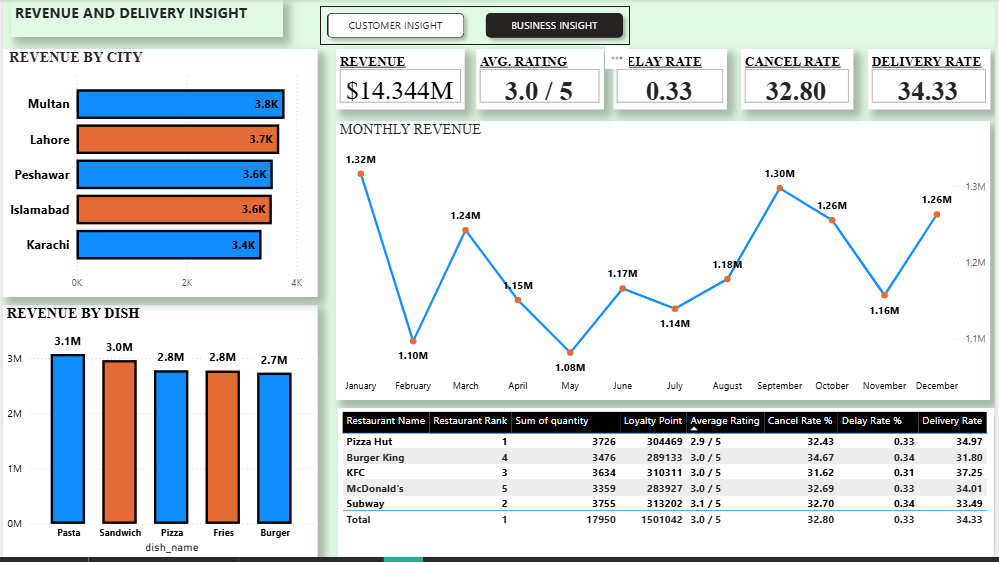 REVENUE AND DELIVERY INSIGHT
CUSTOMER INSIGHT
BUSINESS INSIGHT
REVENUE BY CITY
Multan 3.8K
Lahore 3.7K
Peshawar 3.6K
Islamabad 3.6K
Karachi 3.4K
0K 2K 4K
REVENUE
$14.344M
AVG. RATING
3.0 / 5
ELAY RATE
0.33
CANCEL RATE
32.80
DELIVERY RATE
34.33
MONTHLY REVENUE
1.32M
1.10M
1.24M
1.15M
1.08M
1.17M
1.14M
1.18M
1.30M
1.26M
1.16M
1.26M
1.3M
1.2M
1.1M
January February March April May June July August September October November December
REVENUE BY DISH
3M
2M
1M
0M
3.1M 3.0M 2.8M 2.8M 2.7M
Pasta Sandwich Pizza Fries Burger
dish_name
Restaurant Name Restaurant Rank Sum of quantity Loyalty Point Average Rating Cancel Rate % Delay Rate % Delivery Rate
Pizza Hut 1 3726 304469 2.9 / 5 32.43 0.33 34.97
Burger King 4 3476 289133 3.0 / 5 34.67 0.34 31.80
KFC 3 3634 310311 3.0 / 5 31.62 0.31 37.25
McDonald's 5 3359 283927 3.0 / 5 32.69 0.33 34.01
Subway 2 3755 313202 3.1 / 5 32.70 0.34 33.49
Total 1 17950 1501042 3.0 / 5 32.80 0.33 34.33